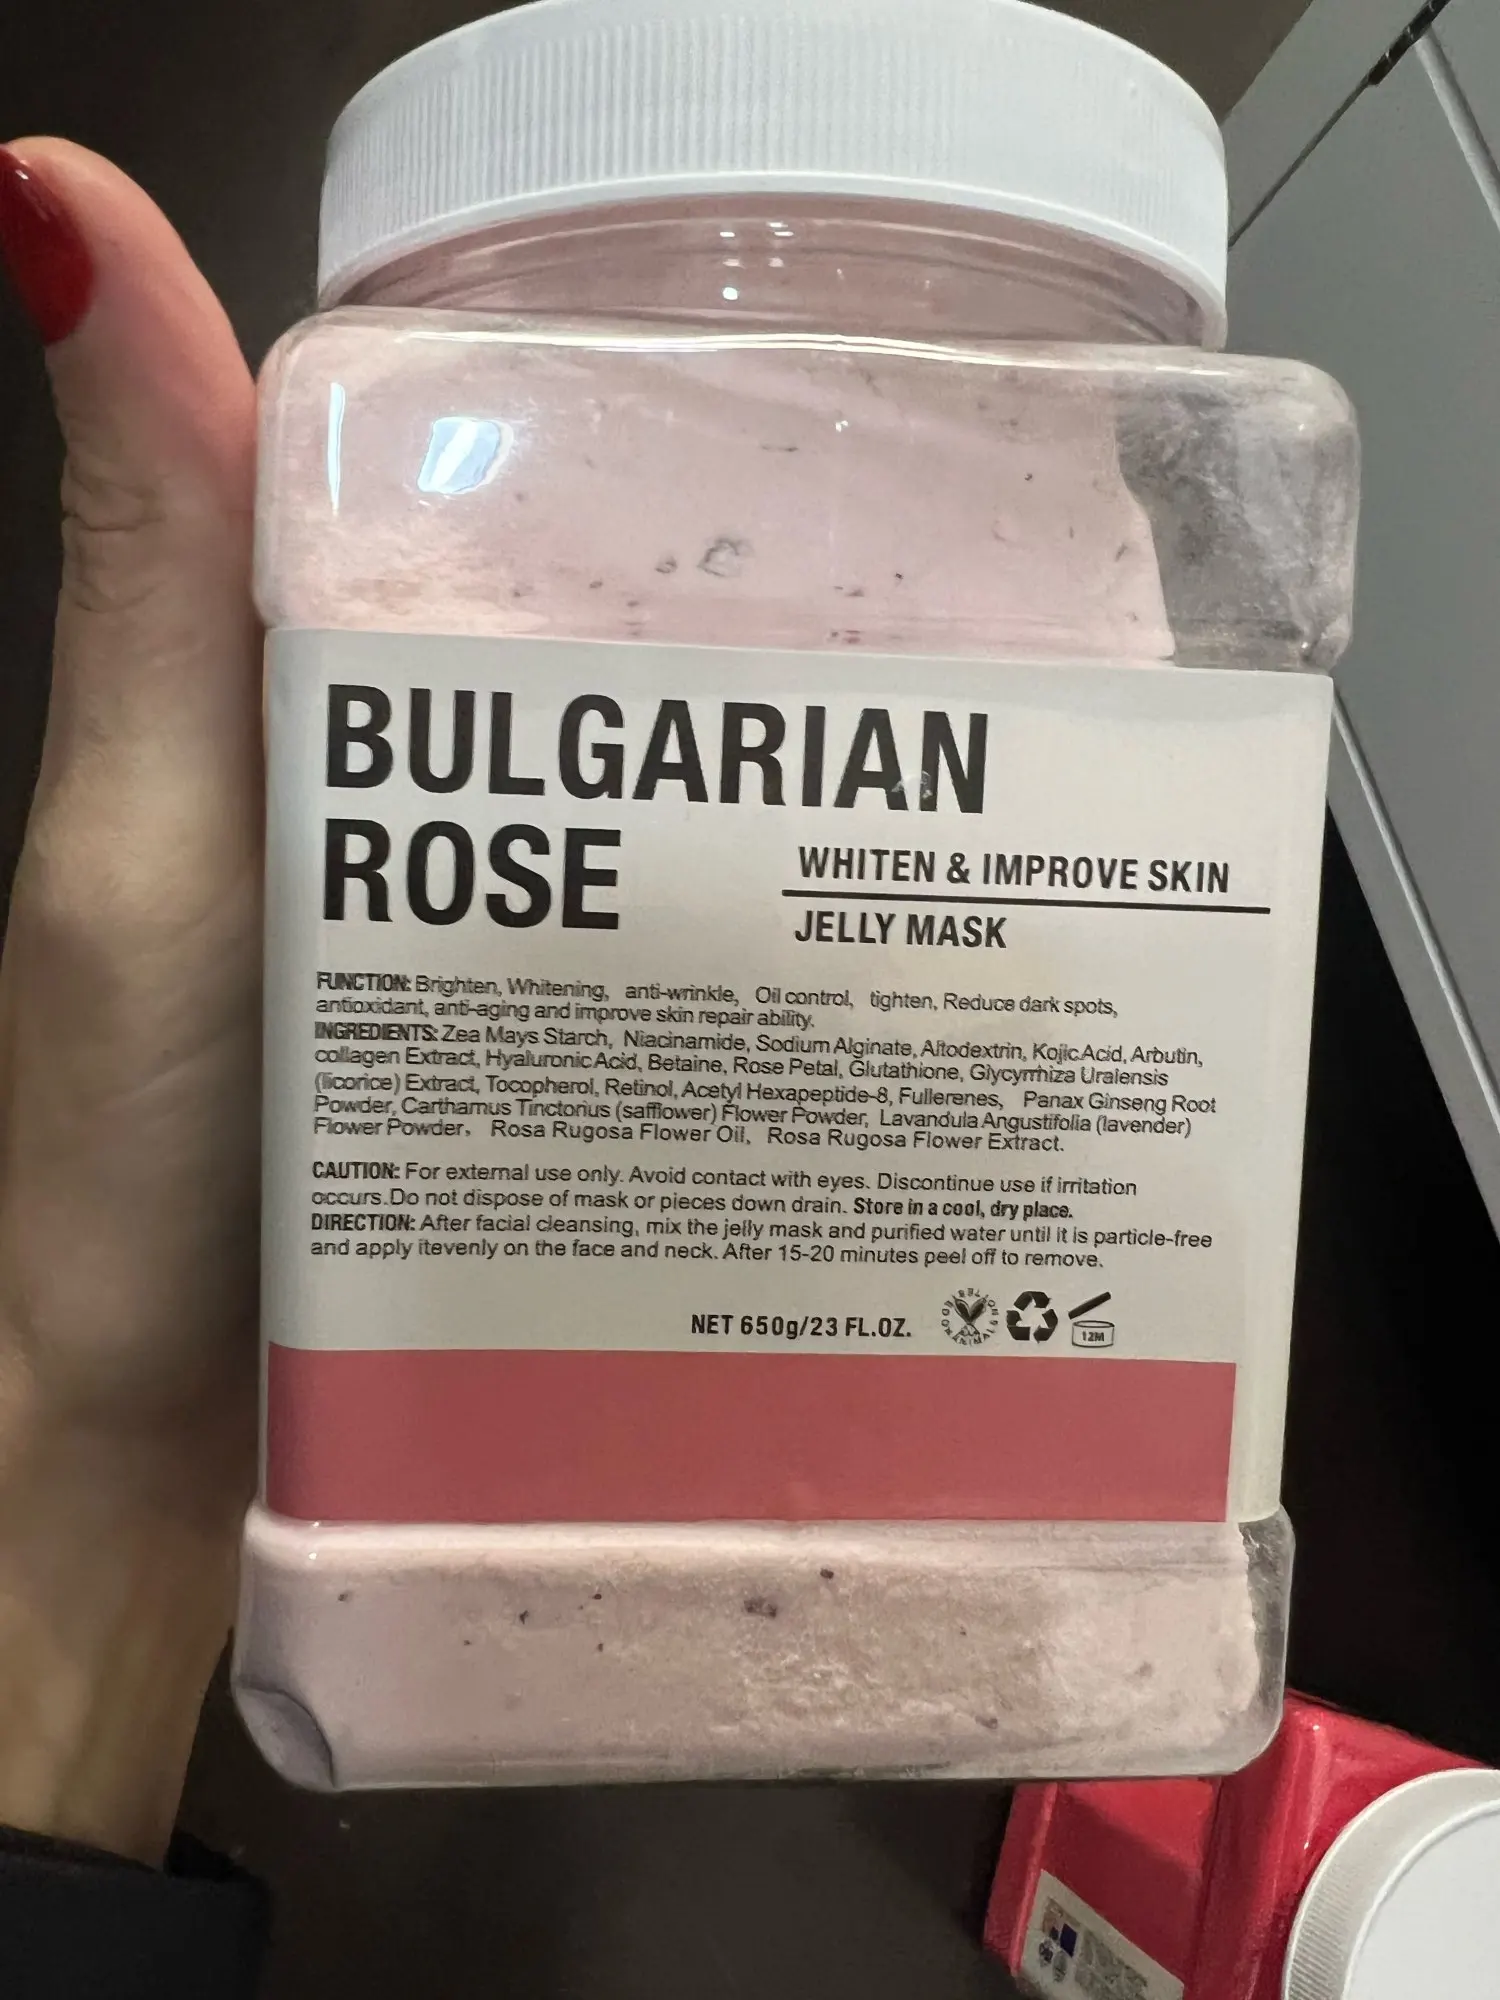 BULGARIAN
ROSE
WHITEN & IMPROVE SKIN
JELLY MASK
FUNCTION: Brighten, Whitening, anti-wrinkle, Oil control, tighten, Reduce dark spots,
antioxidant, anti-aging and improve skin repair ability.
INGREDIENTS: Zea Mays Starch, Niacinamide, Sodium Alginate, Altodextrin, Kojic Acid, Arbutin,
collagen Extract, Hyaluronic Acid, Betaine, Rose Petal, Glutathione, Glycyrrhiza Uralensis
(licorice) Extract, Tocopherol, Retinol, Acetyl Hexapeptide-8, Fullerenes, Panax Ginseng Root
Powder, Carthamus Tinctorius (safflower) Flower Powder, Lavandula Angustifolia (lavender)
Flower Powder, Rosa Rugosa Flower Oil, Rosa Rugosa Flower Extract.
CAUTION: For external use only. Avoid contact with eyes. Discontinue use if irritation
occurs.Do not dispose of mask or pieces down drain. Store in a cool, dry place.
DIRECTION: After facial cleansing, mix the jelly mask and purified water until it is particle-free
and apply itevenly on the face and neck. After 15-20 minutes peel off to remove.
NET 650g/23 FL.OZ.
12M